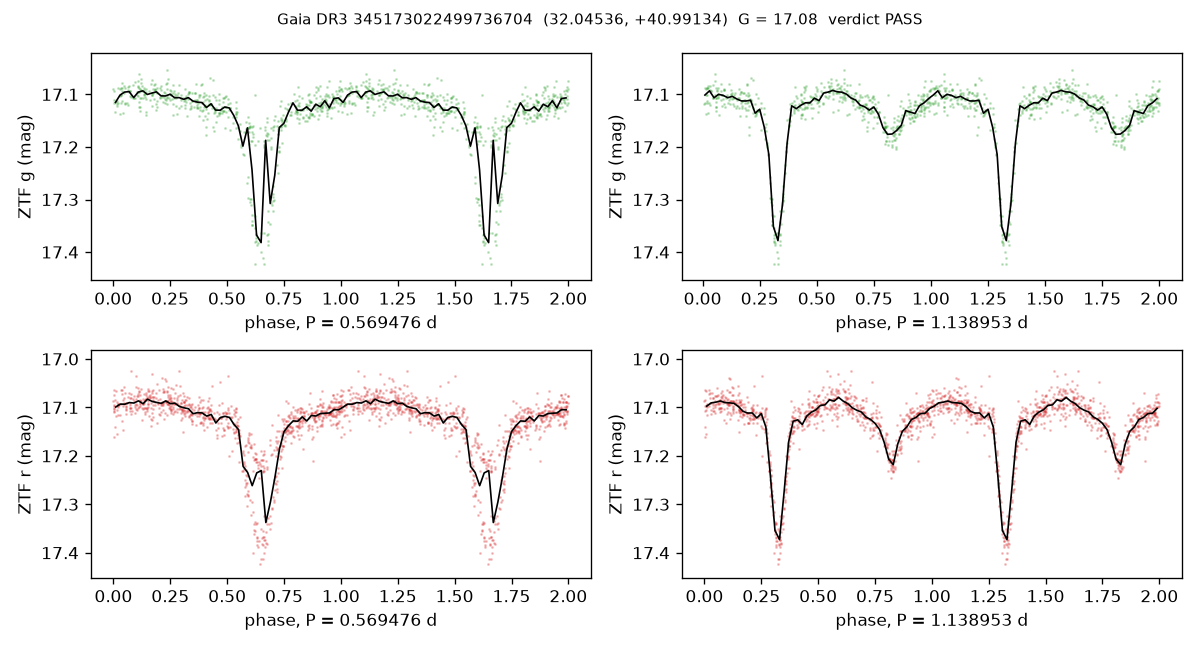 Gaia DR3 345173022499736704 (32.04536, +40.99134) G = 17.08 verdict PASS
ZTF g (mag)
17.1
17.2
17.3
17.4
0.00 0.25 0.50 0.75 1.00 1.25 1.50 1.75 2.00
phase, P = 0.569476 d
ZTF g (mag)
17.1
17.2
17.3
17.4
0.00 0.25 0.50 0.75 1.00 1.25 1.50 1.75 2.00
phase, P = 1.138953 d
ZTF r (mag)
17.0
17.1
17.2
17.3
17.4
0.00 0.25 0.50 0.75 1.00 1.25 1.50 1.75 2.00
phase, P = 0.569476 d
ZTF r (mag)
17.0
17.1
17.2
17.3
17.4
0.00 0.25 0.50 0.75 1.00 1.25 1.50 1.75 2.00
phase, P = 1.138953 d